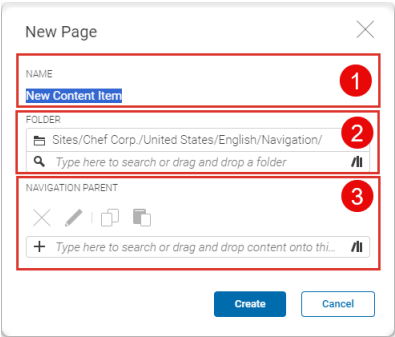 New Page
NAME
1
New Content Item
FOLDER
2
Sites/Chef Corp./United States/English/Navigation/
Type here to search or drag and drop a folder
NAVIGATION PARENT
3
Type here to search or drag and drop content onto thi...
Create
Cancel